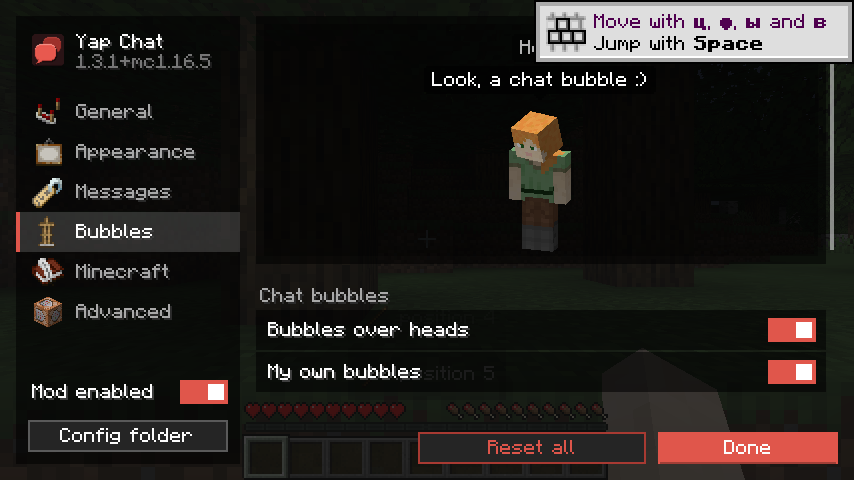 Yap Chat
1.3.1+mc1.16.5
General
Appearance
Messages
Bubbles
Minecraft
Advanced
Mod enabled
Config folder
Move with ц, ф, ы and в
Jump with Space
Look, a chat bubble :)
Chat bubbles
Bubbles over heads
My own bubbles
Reset all
Done